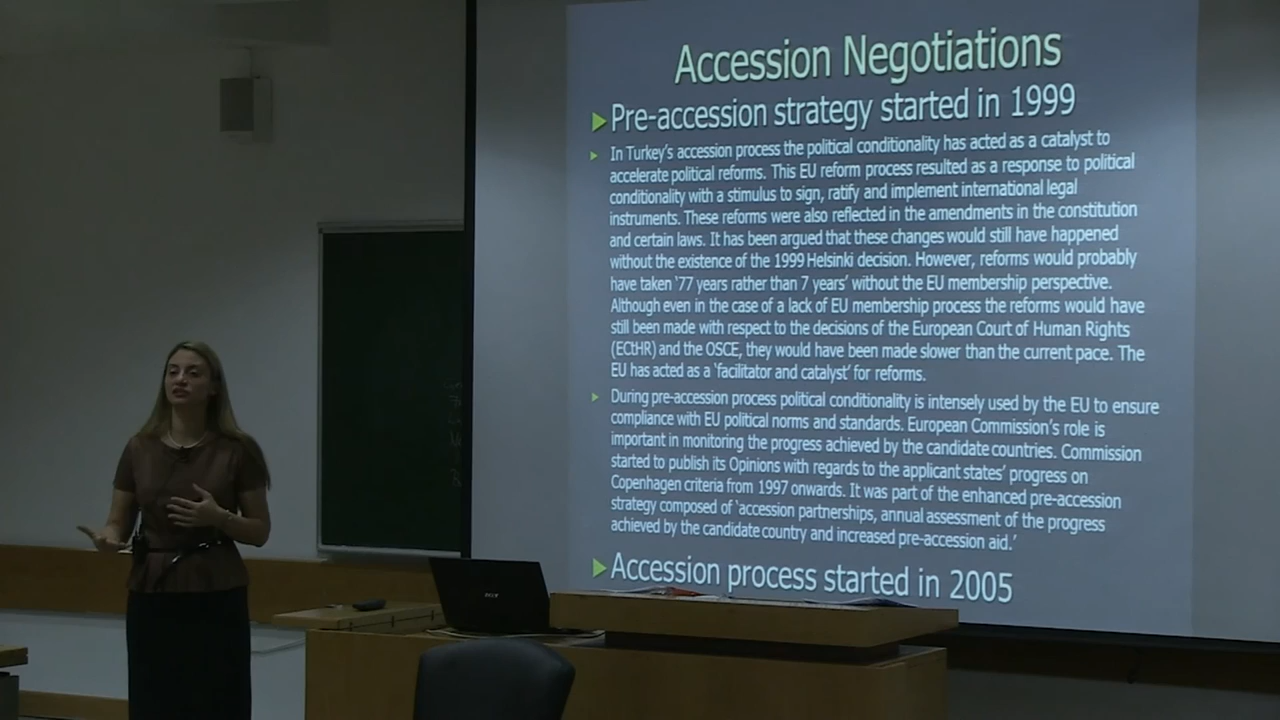 Accession Negotiations
Pre-accession strategy started in 1999
In Turkey's accession process the political conditionality has acted as a catalyst to
accelerate political reforms. This EU reform process resulted as a response to political
conditionality with a stimulus to sign, ratify and implement international legal
instruments. These reforms were also reflected in the amendments in the constitution
and certain laws. It has been argued that these changes would still have happened
without the existence of the 1999 Helsinki decision. However, reforms would probably
have taken '77 years rather than 7 years' without the EU membership perspective.
Although even in the case of a lack of EU membership process the reforms would have
still been made with respect to the decisions of the European Court of Human Rights
(ECtHR) and the OSCE, they would have been made slower than the current pace. The
EU has acted as a 'facilitator and catalyst' for reforms.
During pre-accession process political conditionality is intensely used by the EU to ensure
compliance with EU political norms and standards. European Commission's role is
important in monitoring the progress achieved by the candidate countries. Commission
started to publish its Opinions with regards to the applicant states' progress on
Copenhagen criteria from 1997 onwards. It was part of the enhanced pre-accession
strategy composed of 'accession partnerships, annual assessment of the progress
achieved by the candidate country and increased pre-accession aid.'
Accession process started in 2005
acer